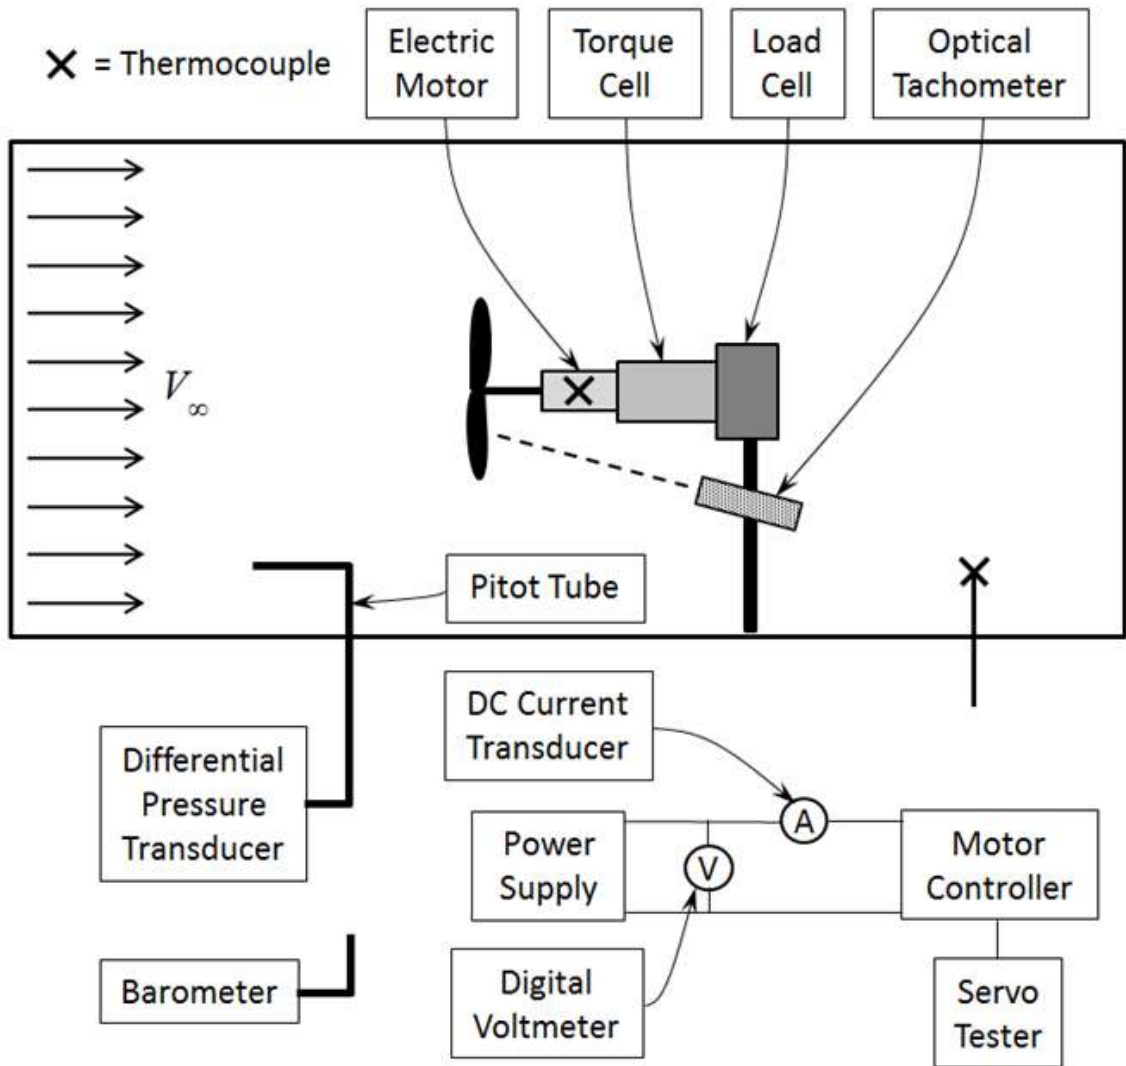 ✕ = Thermocouple
Electric
Motor
Torque
Cell
Load
Cell
Optical
Tachometer
V∞
Pitot Tube
DC Current
Transducer
Differential
Pressure
Transducer
A
Power
Supply
V
Motor
Controller
Barometer
Digital
Voltmeter
Servo
Tester